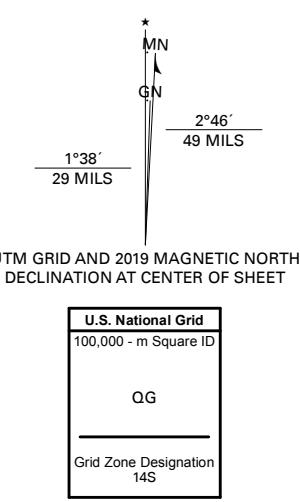 ★
MN
GN
2°46´
49 MILS
1°38´
29 MILS
UTM GRID AND 2019 MAGNETIC NORTH
DECLINATION AT CENTER OF SHEET
U.S. National Grid
100,000 - m Square ID
QG
Grid Zone Designation
14S